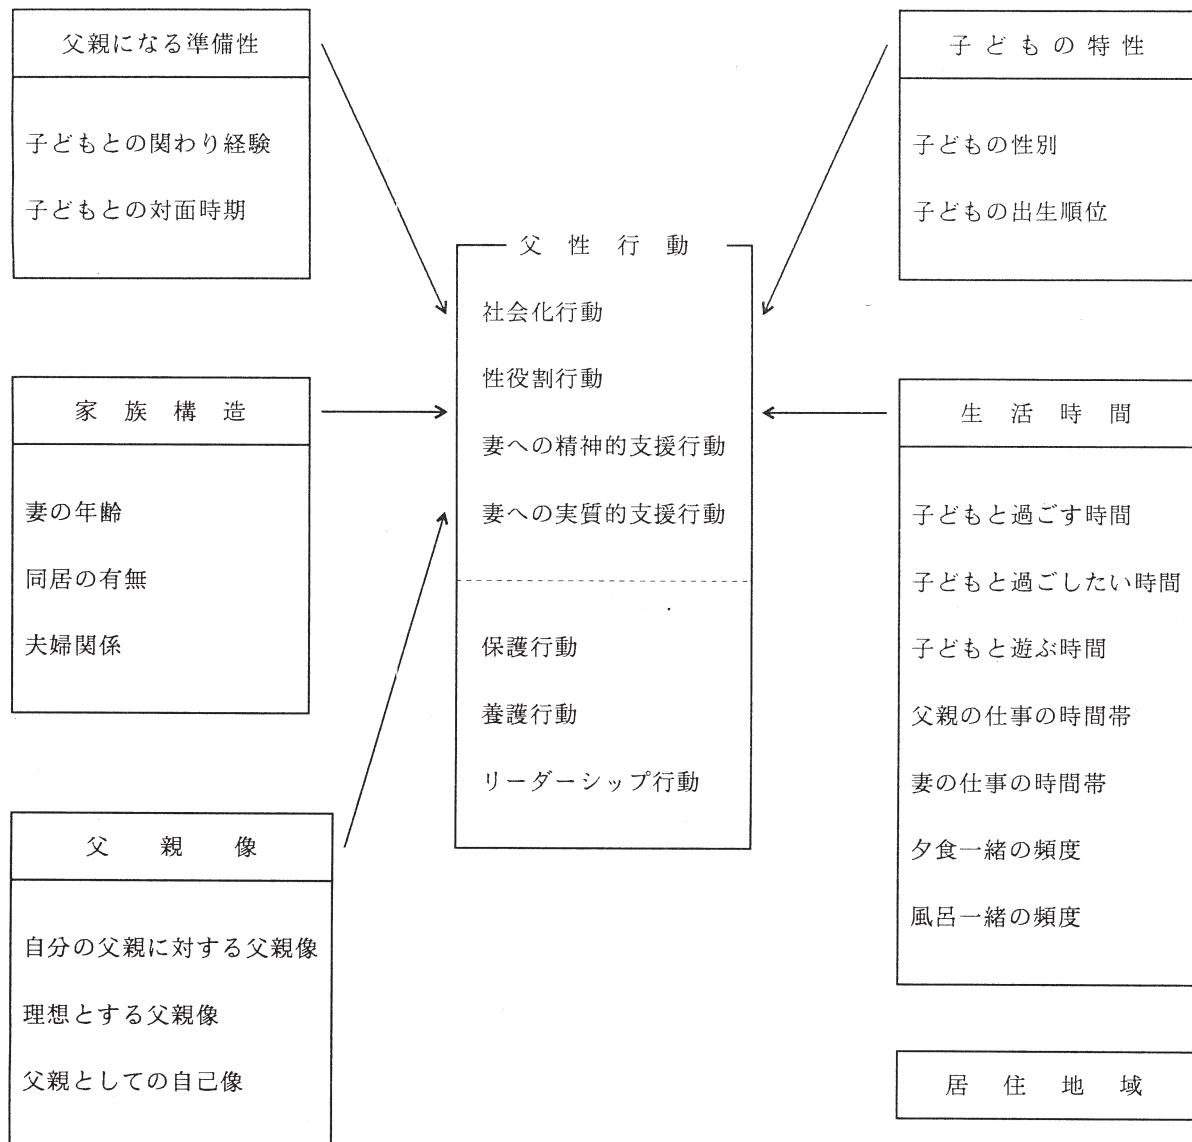 父親になる準備性
子どもとの関わり経験
子どもとの対面時期
家族構造
妻の年齢
同居の有無
夫婦関係
父親像
自分の父親に対する父親像
理想とする父親像
父親としての自己像
父性行動
社会化行動
性役割行動
妻への精神的支援行動
妻への実質的支援行動
保護行動
養護行動
リーダーシップ行動
子どもの特性
子どもの性別
子どもの出生順位
生活時間
子どもと過ごす時間
子どもと過ごしたい時間
子どもと遊ぶ時間
父親の仕事の時間帯
妻の仕事の時間帯
夕食一緒の頻度
風呂一緒の頻度
居住地域